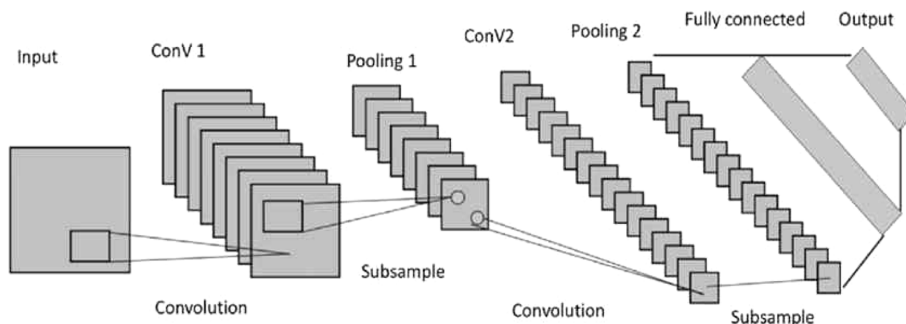 Input
ConV 1
Pooling 1
ConV2
Pooling 2
Fully connected
Output
Convolution
Subsample
Convolution
Subsample